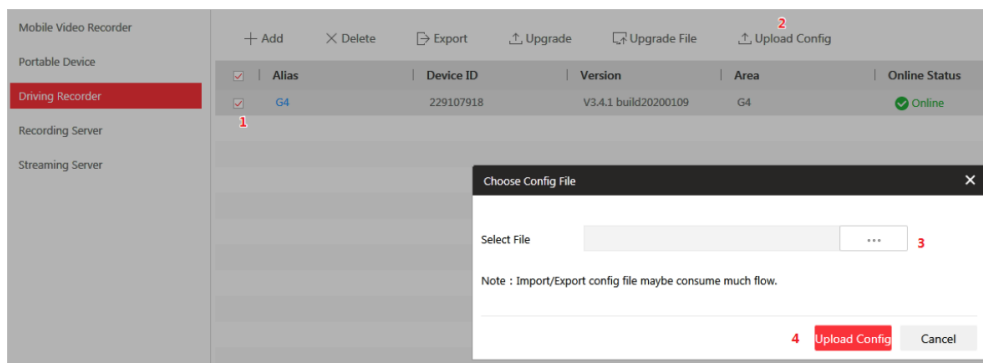 Mobile Video Recorder
Portable Device
Driving Recorder
Recording Server
Streaming Server
2
Add Delete Export Upgrade Upgrade File Upload Config
Alias Device ID Version Area Online Status
G4 229107918 V3.4.1 build20200109 G4 Online
1
Choose Config File
Select File ... 3
Note : Import/Export config file maybe consume much flow.
4 Upload Config Cancel